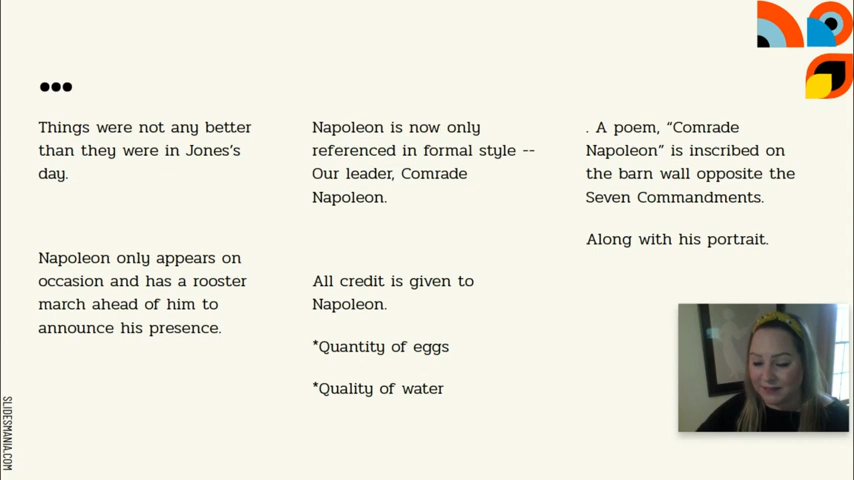 Things were not any better
than they were in Jones's
day.
Napoleon only appears on
occasion and has a rooster
march ahead of him to
announce his presence.
Napoleon is now only
referenced in formal style --
Our leader, Comrade
Napoleon.
All credit is given to
Napoleon.
*Quantity of eggs
*Quality of water
. A poem, “Comrade
Napoleon” is inscribed on
the barn wall opposite the
Seven Commandments.
Along with his portrait.
SLIDESMANIA.COM